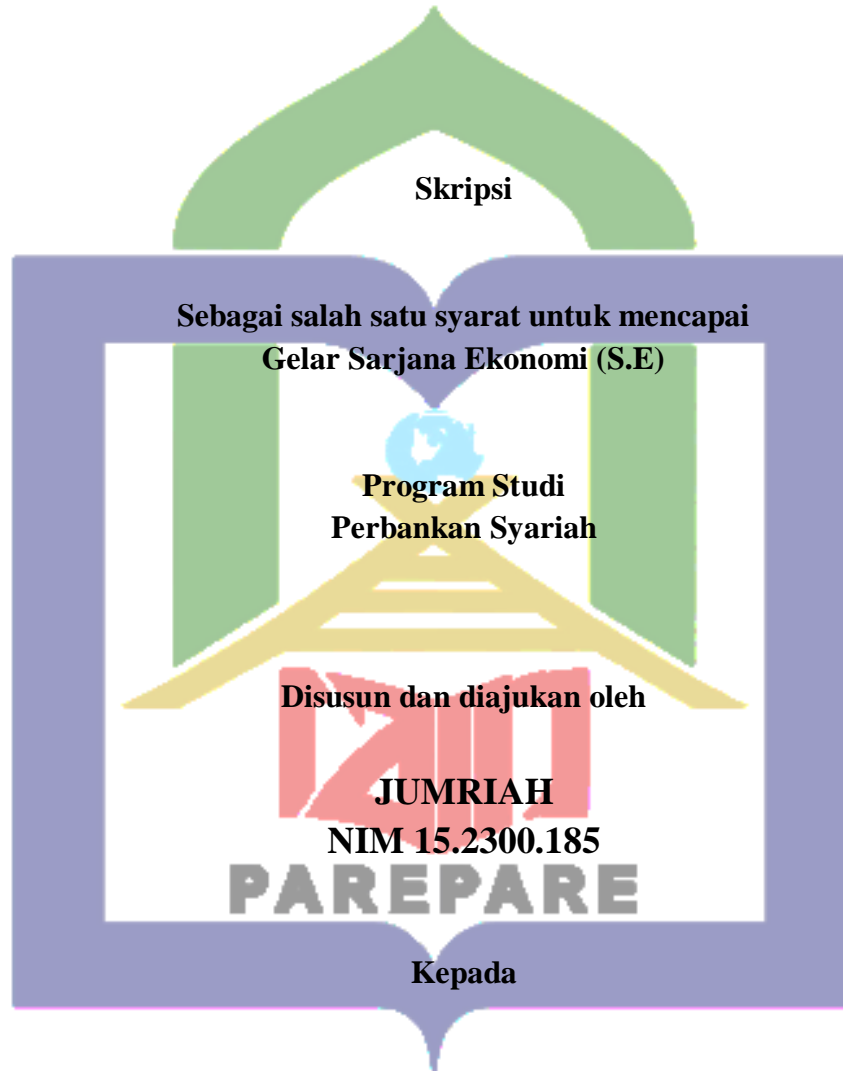 Skripsi
Sebagai salah satu syarat untuk mencapai
Gelar Sarjana Ekonomi (S.E)
Program Studi
Perbankan Syariah
Disusun dan diajukan oleh
JUMRIAH
NIM 15.2300.185
PAREPARE
Kepada